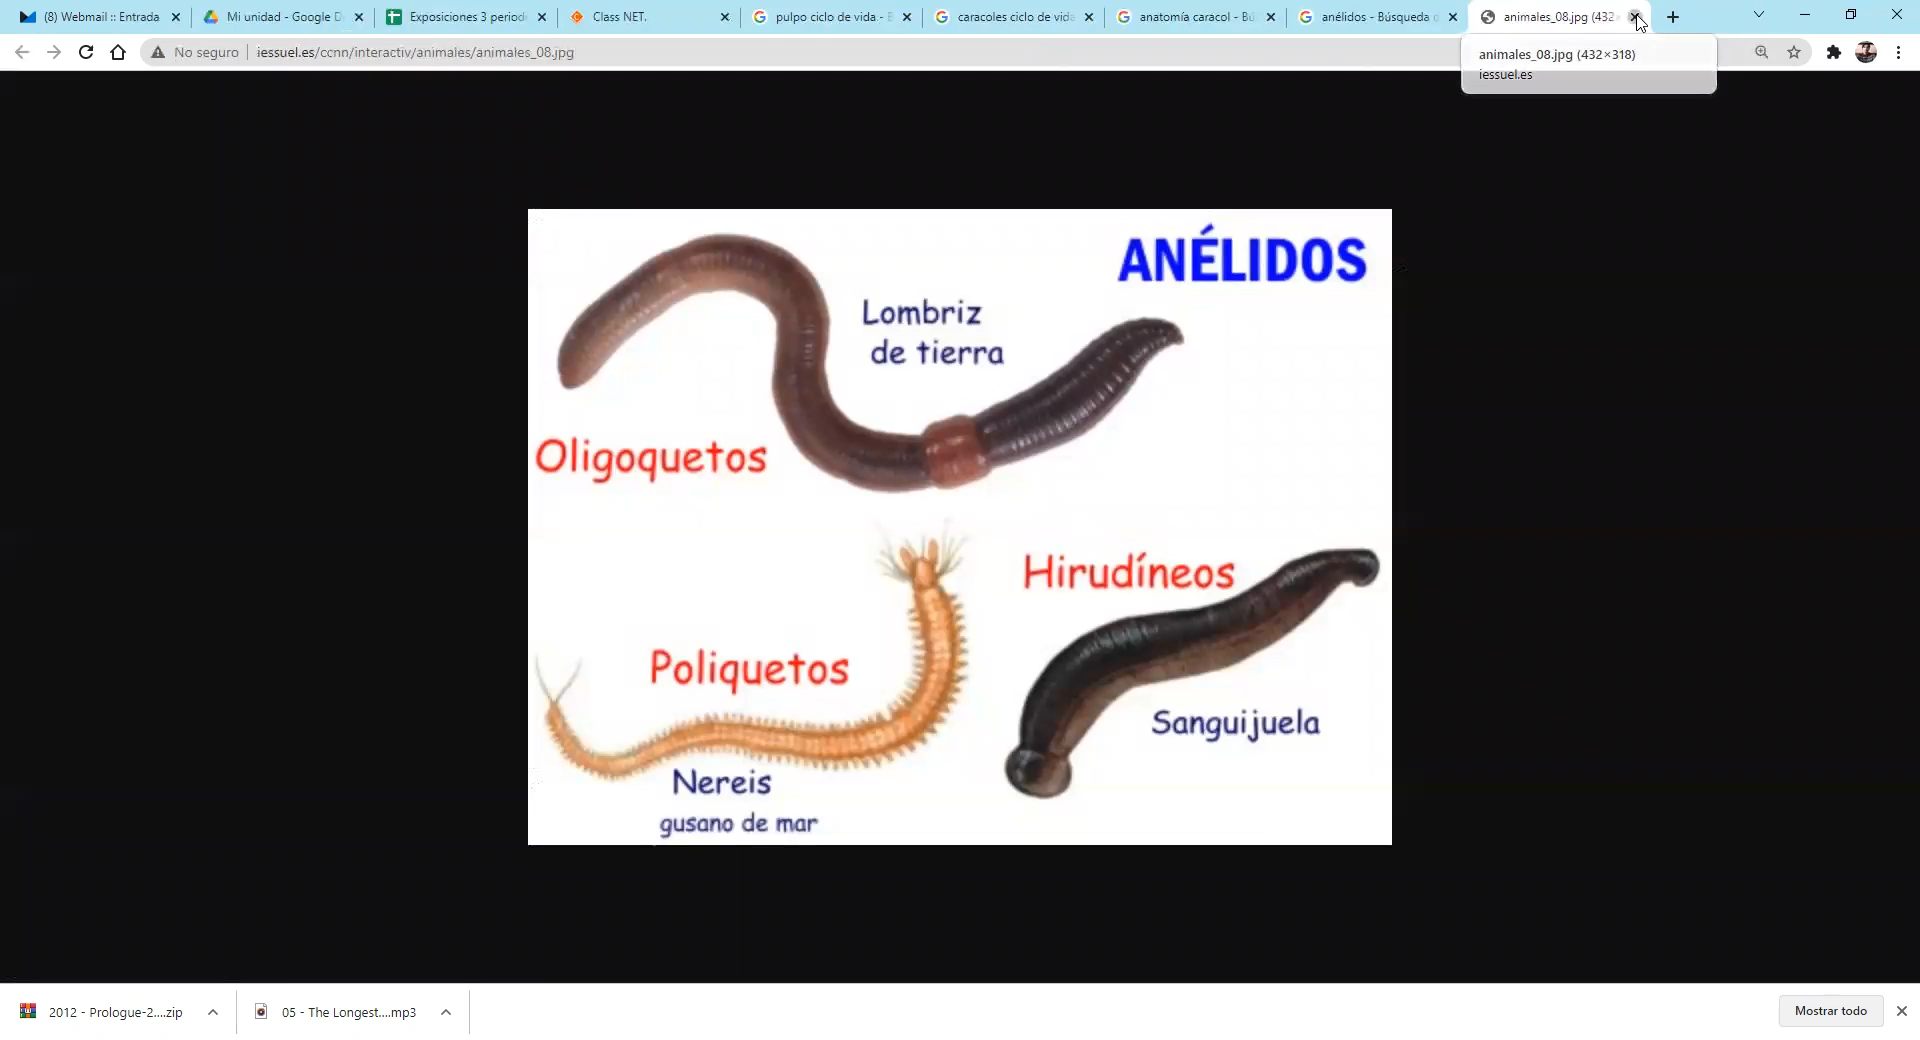 (8) Webmail :: Entrada
Mi unidad - Google D
Exposiciones 3 period
Class NET.
pulpo ciclo de vida -
caracoles ciclo de vida
anatomía caracol - Bú
anélidos - Búsqueda
animales_08.jpg (432
No seguro
iessuel.es/ccnn/interactiv/animales/animales_08.jpg
animales_08.jpg (432×318)
iessuel.es
ANÉLIDOS
Lombriz
de tierra
Oligoquetos
Hirudíneos
Poliquetos
Sanguijuela
Nereis
gusano de mar
2012 - Prologue-2....zip
05 - The Longest....mp3
Mostrar todo